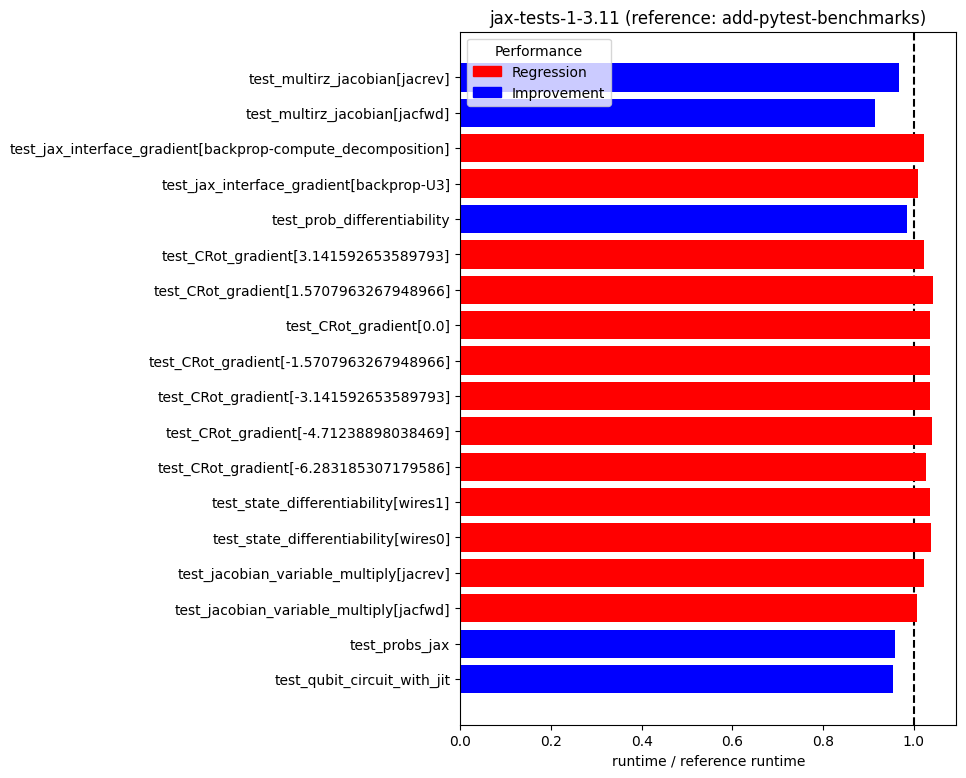 jax-tests-1-3.11 (reference: add-pytest-benchmarks)
Performance
Regression
Improvement
test_multirz_jacobian[jacrev]
test_multirz_jacobian[jacfwd]
test_jax_interface_gradient[backprop-compute_decomposition]
test_jax_interface_gradient[backprop-U3]
test_prob_differentiability
test_CRot_gradient[3.141592653589793]
test_CRot_gradient[1.5707963267948966]
test_CRot_gradient[0.0]
test_CRot_gradient[-1.5707963267948966]
test_CRot_gradient[-3.141592653589793]
test_CRot_gradient[-4.71238898038469]
test_CRot_gradient[-6.283185307179586]
test_state_differentiability[wires1]
test_state_differentiability[wires0]
test_jacobian_variable_multiply[jacrev]
test_jacobian_variable_multiply[jacfwd]
test_probs_jax
test_qubit_circuit_with_jit
0.0 0.2 0.4 0.6 0.8 1.0
runtime / reference runtime